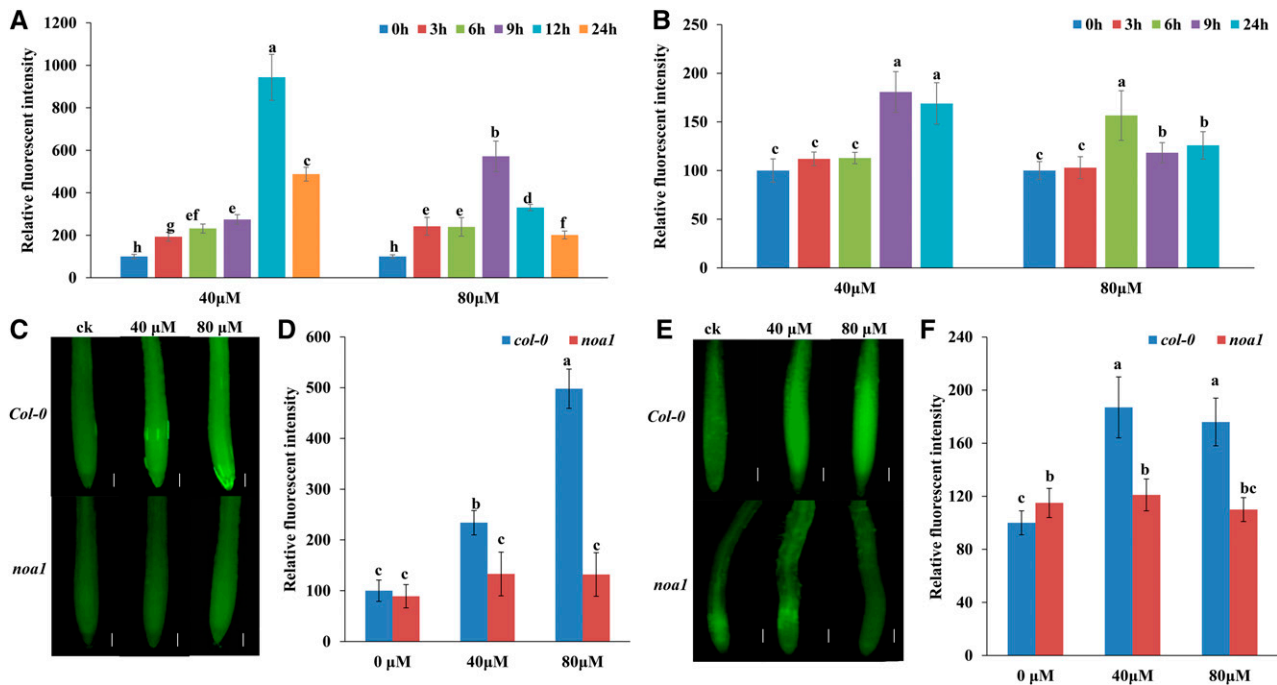 A
Relative fluorescent intensity
1200
1000
800
600
400
200
0
0h 3h 6h 9h 12h 24h
h g ef e a c
h e e b d f
40μM 80μM
B
Relative fluorescent intensity
250
200
150
100
50
0
0h 3h 6h 9h 24h
c c c a a
c c a b b
40μM 80μM
C
ck 40 μM 80 μM
Col-0
noa1
D
Relative fluorescent intensity
600
500
400
300
200
100
0
col-0 noa1
c c b c a c
0 μM 40μM 80μM
E
ck 40 μM 80 μM
Col-0
noa1
F
Relative fluorescent intensity
240
200
160
120
80
40
0
col-0 noa1
c b a b a bc
0 μM 40μM 80μM